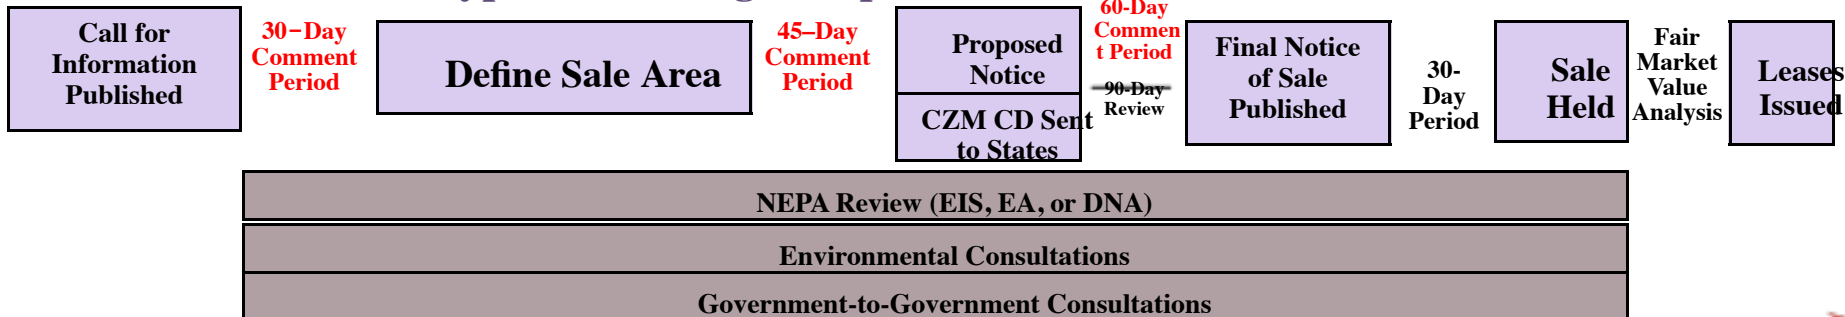 Call for
Information
Published
30–Day
Comment
Period
Define Sale Area
45–Day
Comment
Period
Proposed
Notice
CZM CD Sent
to States
60-Day
Commen
t Period
90-Day
Review
Final Notice
of Sale
Published
30-
Day
Period
Sale
Held
Fair
Market
Value
Analysis
Leases
Issued
NEPA Review (EIS, EA, or DNA)
Environmental Consultations
Government-to-Government Consultations